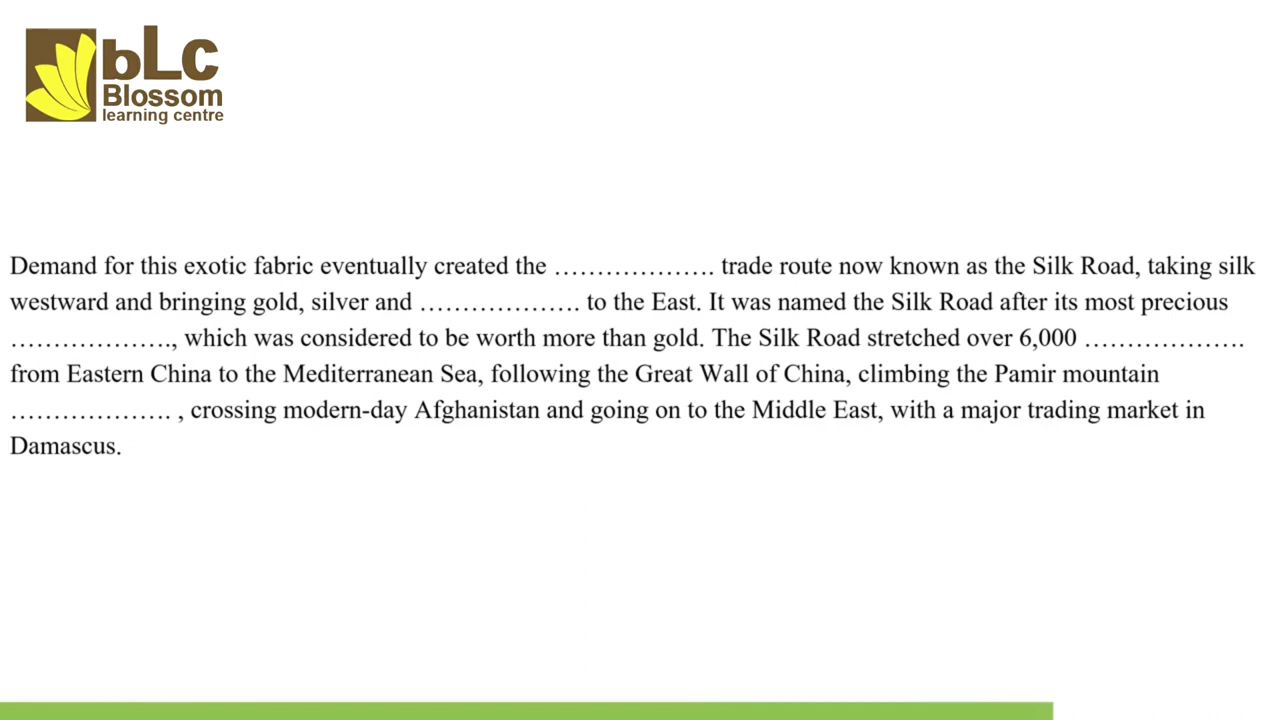 bLc
Blossom
learning centre
Demand for this exotic fabric eventually created the ………………. trade route now known as the Silk Road, taking silk
westward and bringing gold, silver and ………………. to the East. It was named the Silk Road after its most precious
………………., which was considered to be worth more than gold. The Silk Road stretched over 6,000 ……………….
from Eastern China to the Mediterranean Sea, following the Great Wall of China, climbing the Pamir mountain
………………. , crossing modern-day Afghanistan and going on to the Middle East, with a major trading market in
Damascus.